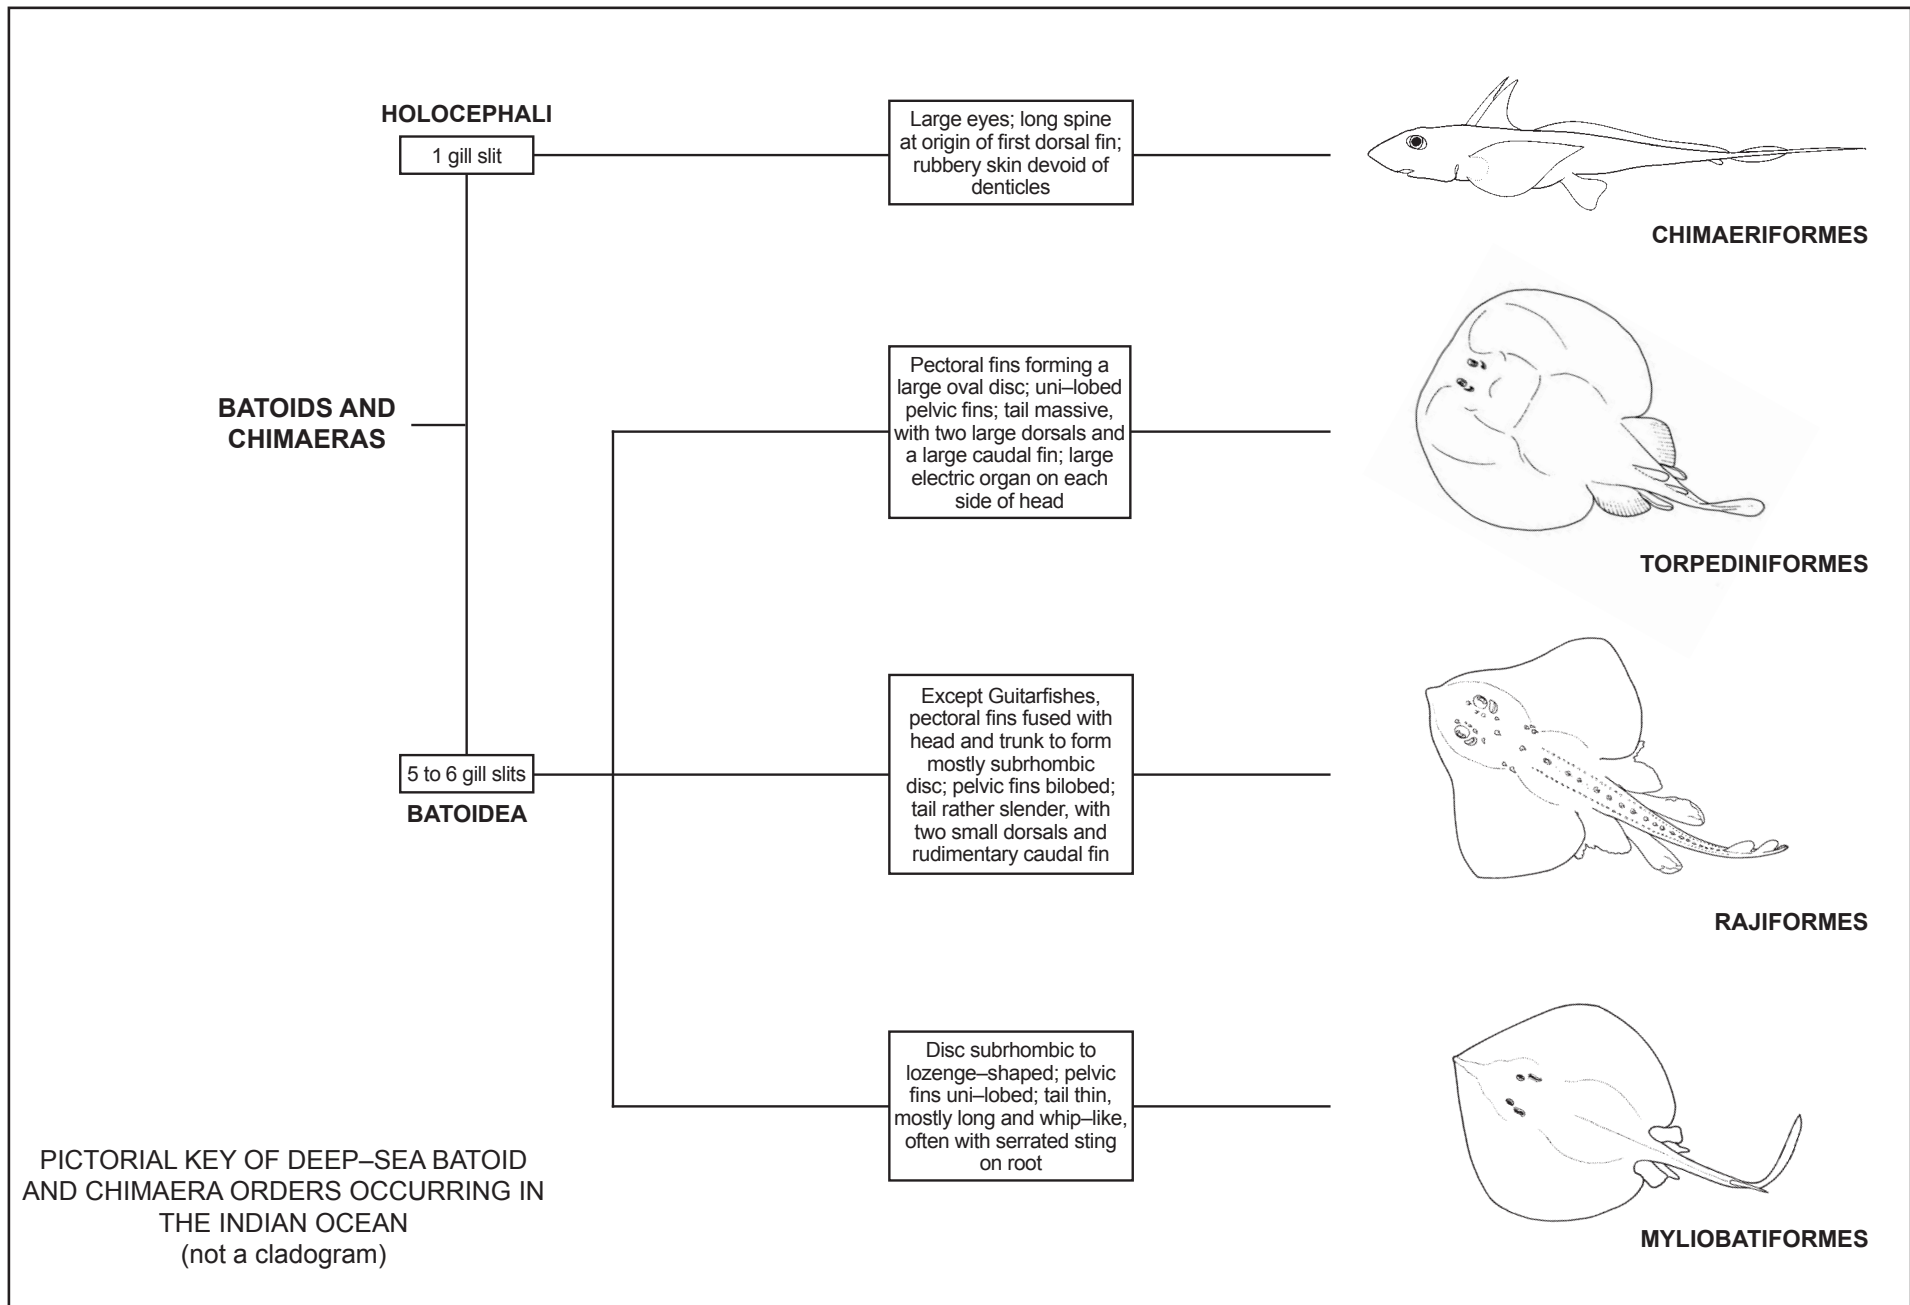 HOLOCEPHALI
1 gill slit
Large eyes; long spine
at origin of first dorsal fin;
rubbery skin devoid of
denticles
CHIMAERIFORMES
BATOIDS AND
CHIMAERAS
Pectoral fins forming a
large oval disc; uni–lobed
pelvic fins; tail massive,
with two large dorsals and
a large caudal fin; large
electric organ on each
side of head
TORPEDINIFORMES
5 to 6 gill slits
BATOIDEA
Except Guitarfishes,
pectoral fins fused with
head and trunk to form
mostly subrhombic
disc; pelvic fins bilobed;
tail rather slender, with
two small dorsals and
rudimentary caudal fin
RAJIFORMES
Disc subrhombic to
lozenge–shaped; pelvic
fins uni–lobed; tail thin,
mostly long and whip–like,
often with serrated sting
on root
MYLIOBATIFORMES
PICTORIAL KEY OF DEEP–SEA BATOID
AND CHIMAERA ORDERS OCCURRING IN
THE INDIAN OCEAN
(not a cladogram)